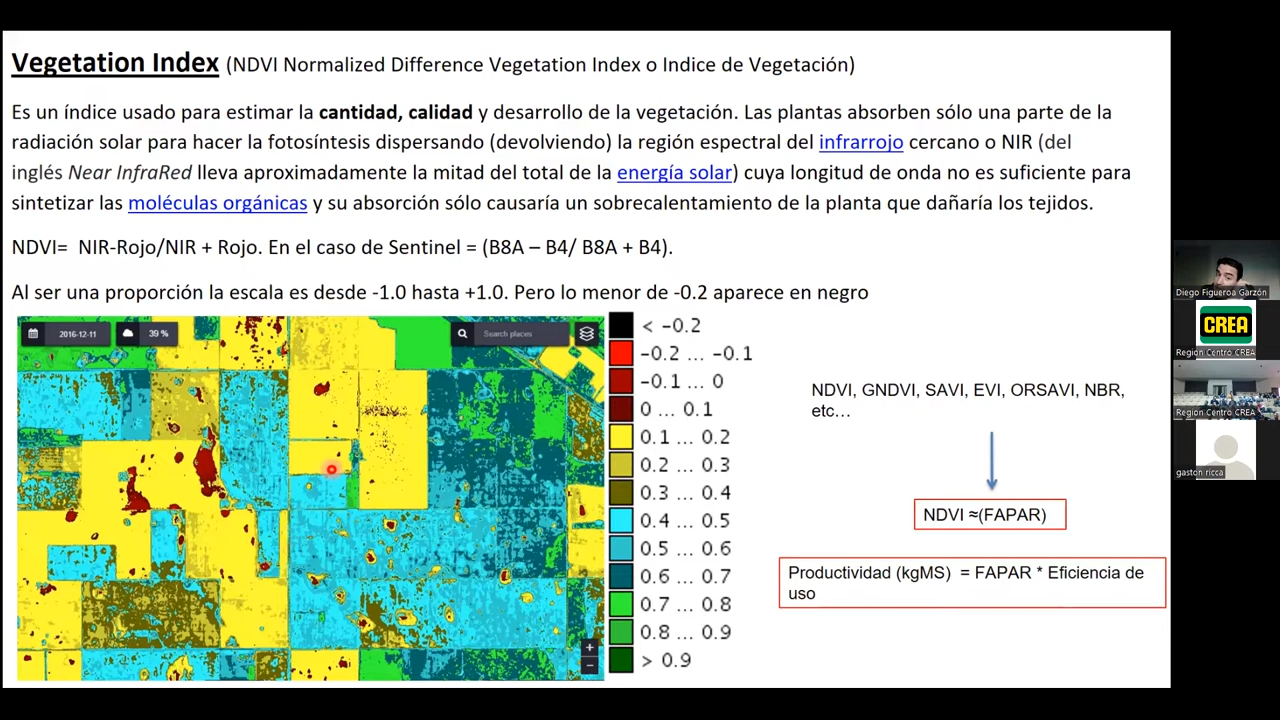 Vegetation Index (NDVI Normalized Difference Vegetation Index o Indice de Vegetación)
Es un índice usado para estimar la cantidad, calidad y desarrollo de la vegetación. Las plantas absorben sólo una parte de la
radiación solar para hacer la fotosíntesis dispersando (devolviendo) la región espectral del infrarrojo cercano o NIR (del
inglés Near InfraRed lleva aproximadamente la mitad del total de la energía solar) cuya longitud de onda no es suficiente para
sintetizar las moléculas orgánicas y su absorción sólo causaría un sobrecalentamiento de la planta que dañaría los tejidos.
NDVI= NIR-Rojo/NIR + Rojo. En el caso de Sentinel = (B8A – B4/ B8A + B4).
Al ser una proporción la escala es desde -1.0 hasta +1.0. Pero lo menor de -0.2 aparece en negro
2016-12-11
39 %
Search places
+
−
< −0.2
−0.2 ... −0.1
−0.1 ... 0
0 ... 0.1
0.1 ... 0.2
0.2 ... 0.3
0.3 ... 0.4
0.4 ... 0.5
0.5 ... 0.6
0.6 ... 0.7
0.7 ... 0.8
0.8 ... 0.9
> 0.9
NDVI, GNDVI, SAVI, EVI, ORSAVI, NBR,
etc…
NDVI ≈(FAPAR)
Productividad (kgMS) = FAPAR * Eficiencia de
uso
Diego Figueroa Garzón
CREA
Región Centro CREA
Región Centro CREA
gaston ricca